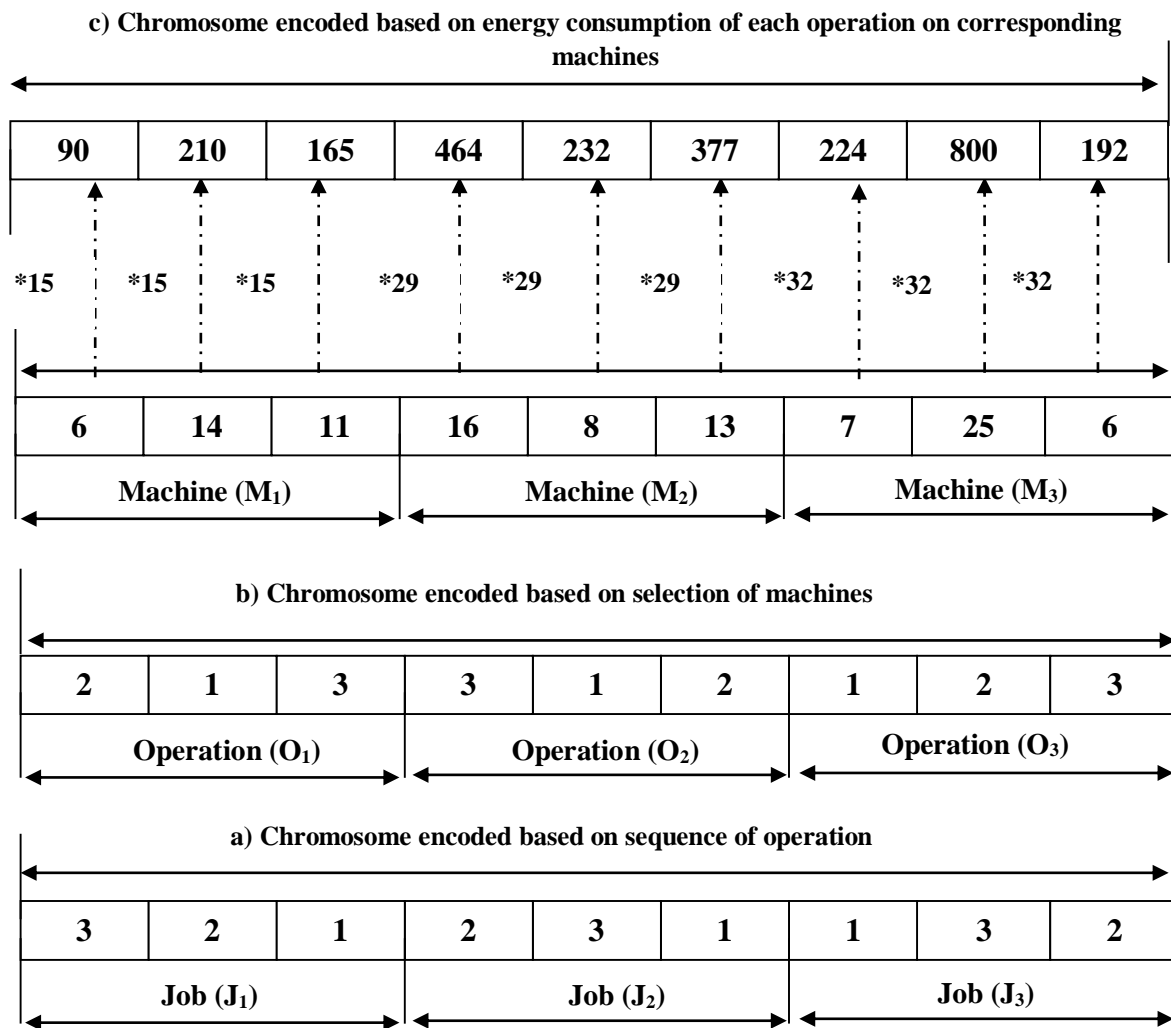 c) Chromosome encoded based on energy consumption of each operation on corresponding
machines
90 210 165 464 232 377 224 800 192
*15 *15 *15 *29 *29 *29 *32 *32 *32
6 14 11 16 8 13 7 25 6
Machine (M₁) Machine (M₂) Machine (M₃)
b) Chromosome encoded based on selection of machines
2 1 3 3 1 2 1 2 3
Operation (O₁) Operation (O₂) Operation (O₃)
a) Chromosome encoded based on sequence of operation
3 2 1 2 3 1 1 3 2
Job (J₁) Job (J₂) Job (J₃)